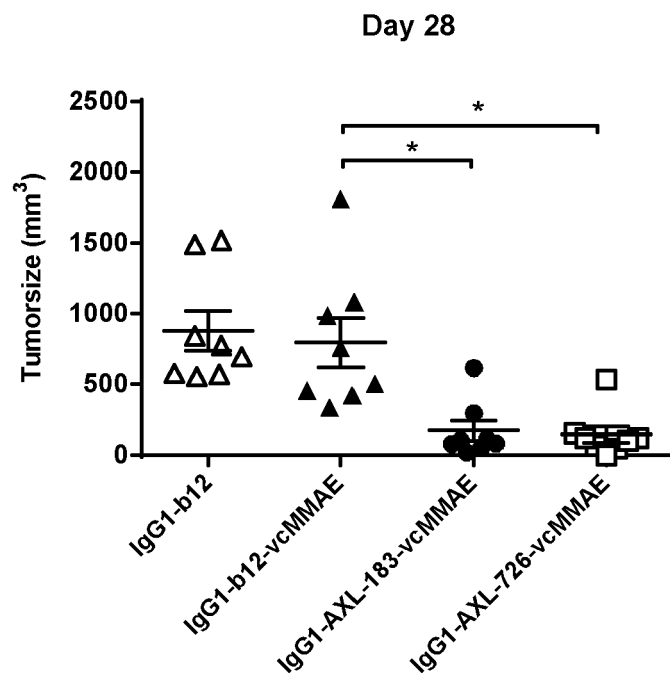 Day 28
Tumorsize (mm³)
2500
2000
1500
1000
500
0
*
*
IgG1-b12
IgG1-b12-vcMMAE
IgG1-AXL-183-vcMMAE
IgG1-AXL-726-vcMMAE